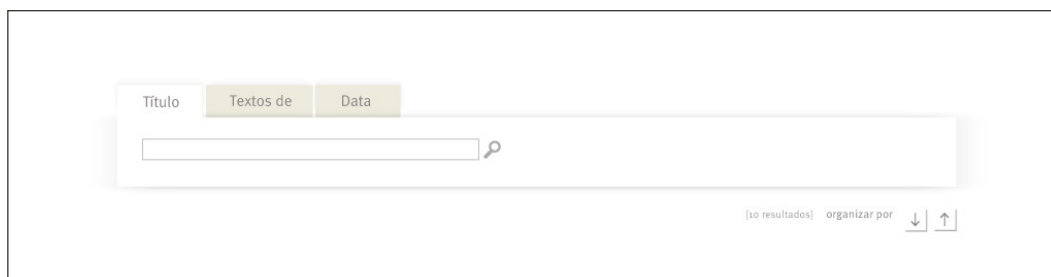 Título Textos de Data
[10 resultados] organizar por